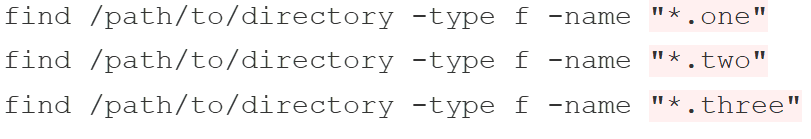 find /path/to/directory -type f -name "*.one"
find /path/to/directory -type f -name "*.two"
find /path/to/directory -type f -name "*.three"